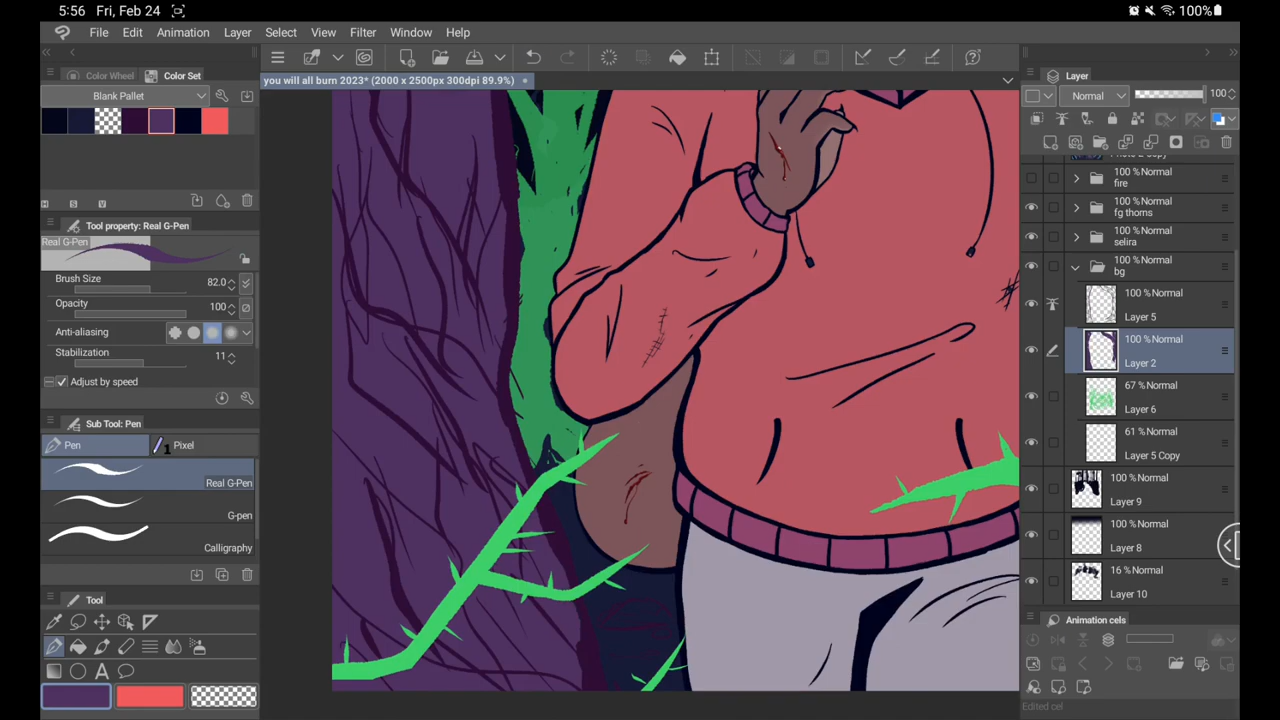 5:56 Fri, Feb 24
100%
File Edit Animation Layer Select View Filter Window Help
you will all burn 2023* (2000 x 2500px 300dpi 89.9%)
Color Wheel Color Set
Blank Pallet
H S V
Tool property: Real G-Pen
Real G-Pen
Brush Size 82.0
Opacity 100
Anti-aliasing
Stabilization 11
Adjust by speed
Sub Tool: Pen
Pen Pixel
Real G-Pen
G-pen
Calligraphy
Tool
Layer
Normal 100
100 % Normal
fire
100 % Normal
fg thorns
100 % Normal
selira
100 % Normal
bg
100 % Normal
Layer 5
100 % Normal
Layer 2
67 % Normal
Layer 6
61 % Normal
Layer 5 Copy
100 % Normal
Layer 9
100 % Normal
Layer 8
16 % Normal
Layer 10
Animation cels
Edited cel